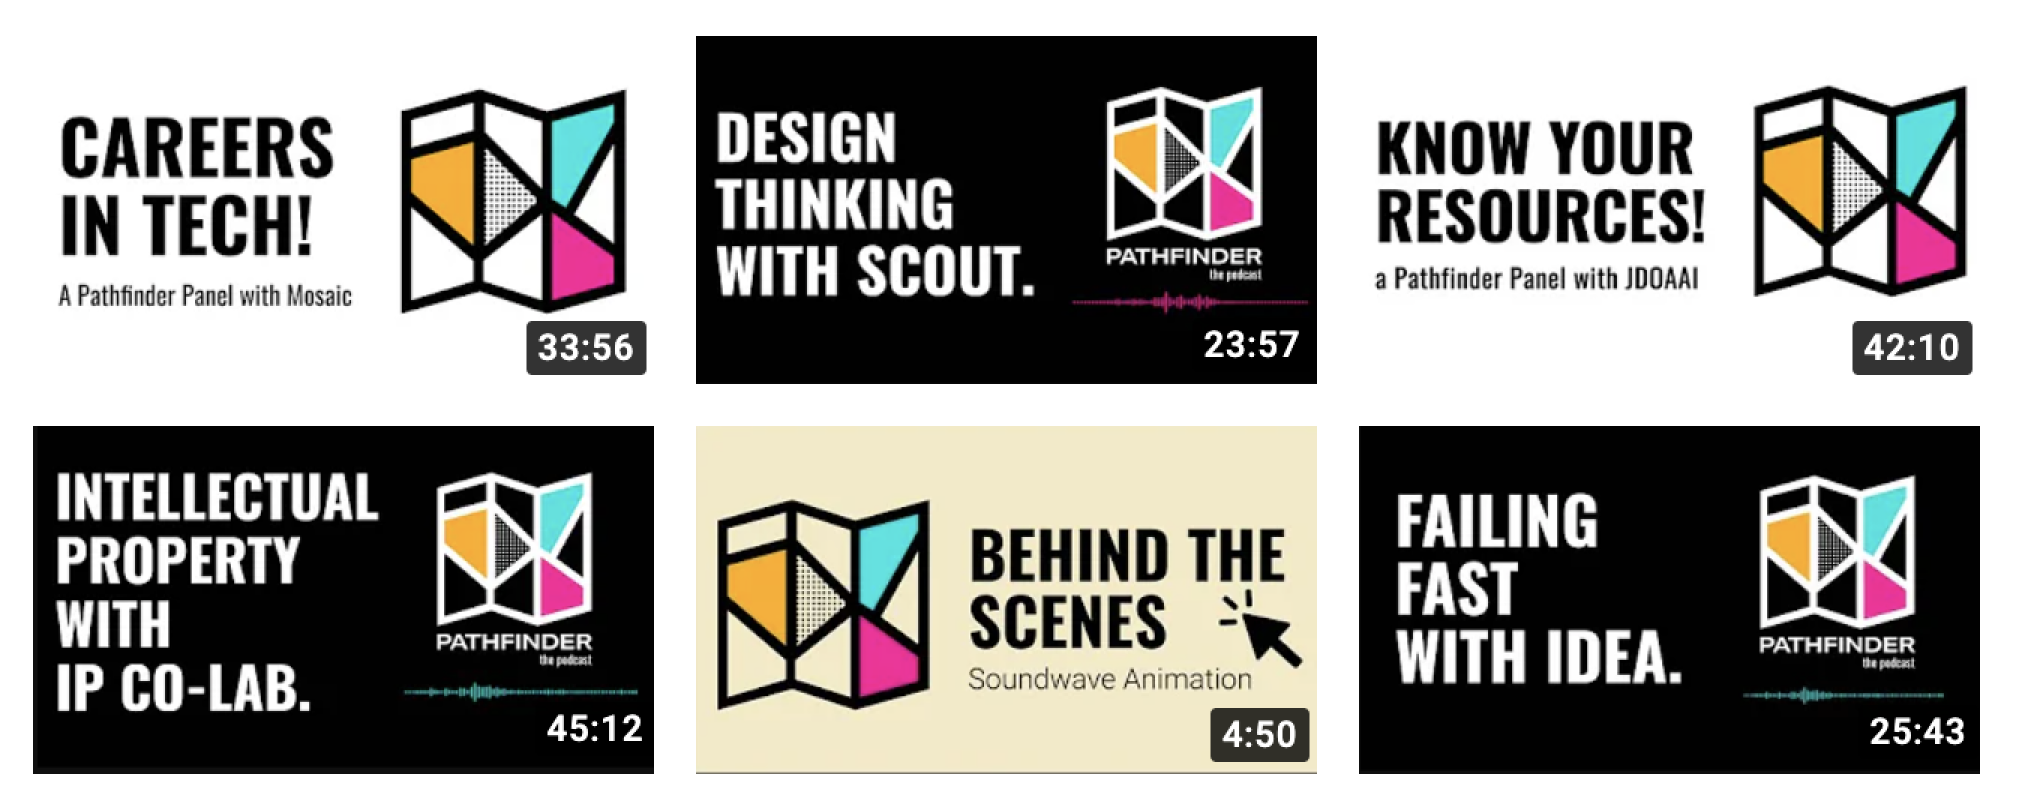 CAREERS
IN TECH!
A Pathfinder Panel with Mosaic
33:56
DESIGN
THINKING
WITH SCOUT.
PATHFINDER
the podcast
23:57
KNOW YOUR
RESOURCES!
a Pathfinder Panel with JDOAAI
42:10
INTELLECTUAL
PROPERTY
WITH
IP CO-LAB.
PATHFINDER
the podcast
45:12
BEHIND THE
SCENES
Soundwave Animation
4:50
FAILING
FAST
WITH IDEA.
PATHFINDER
the podcast
25:43